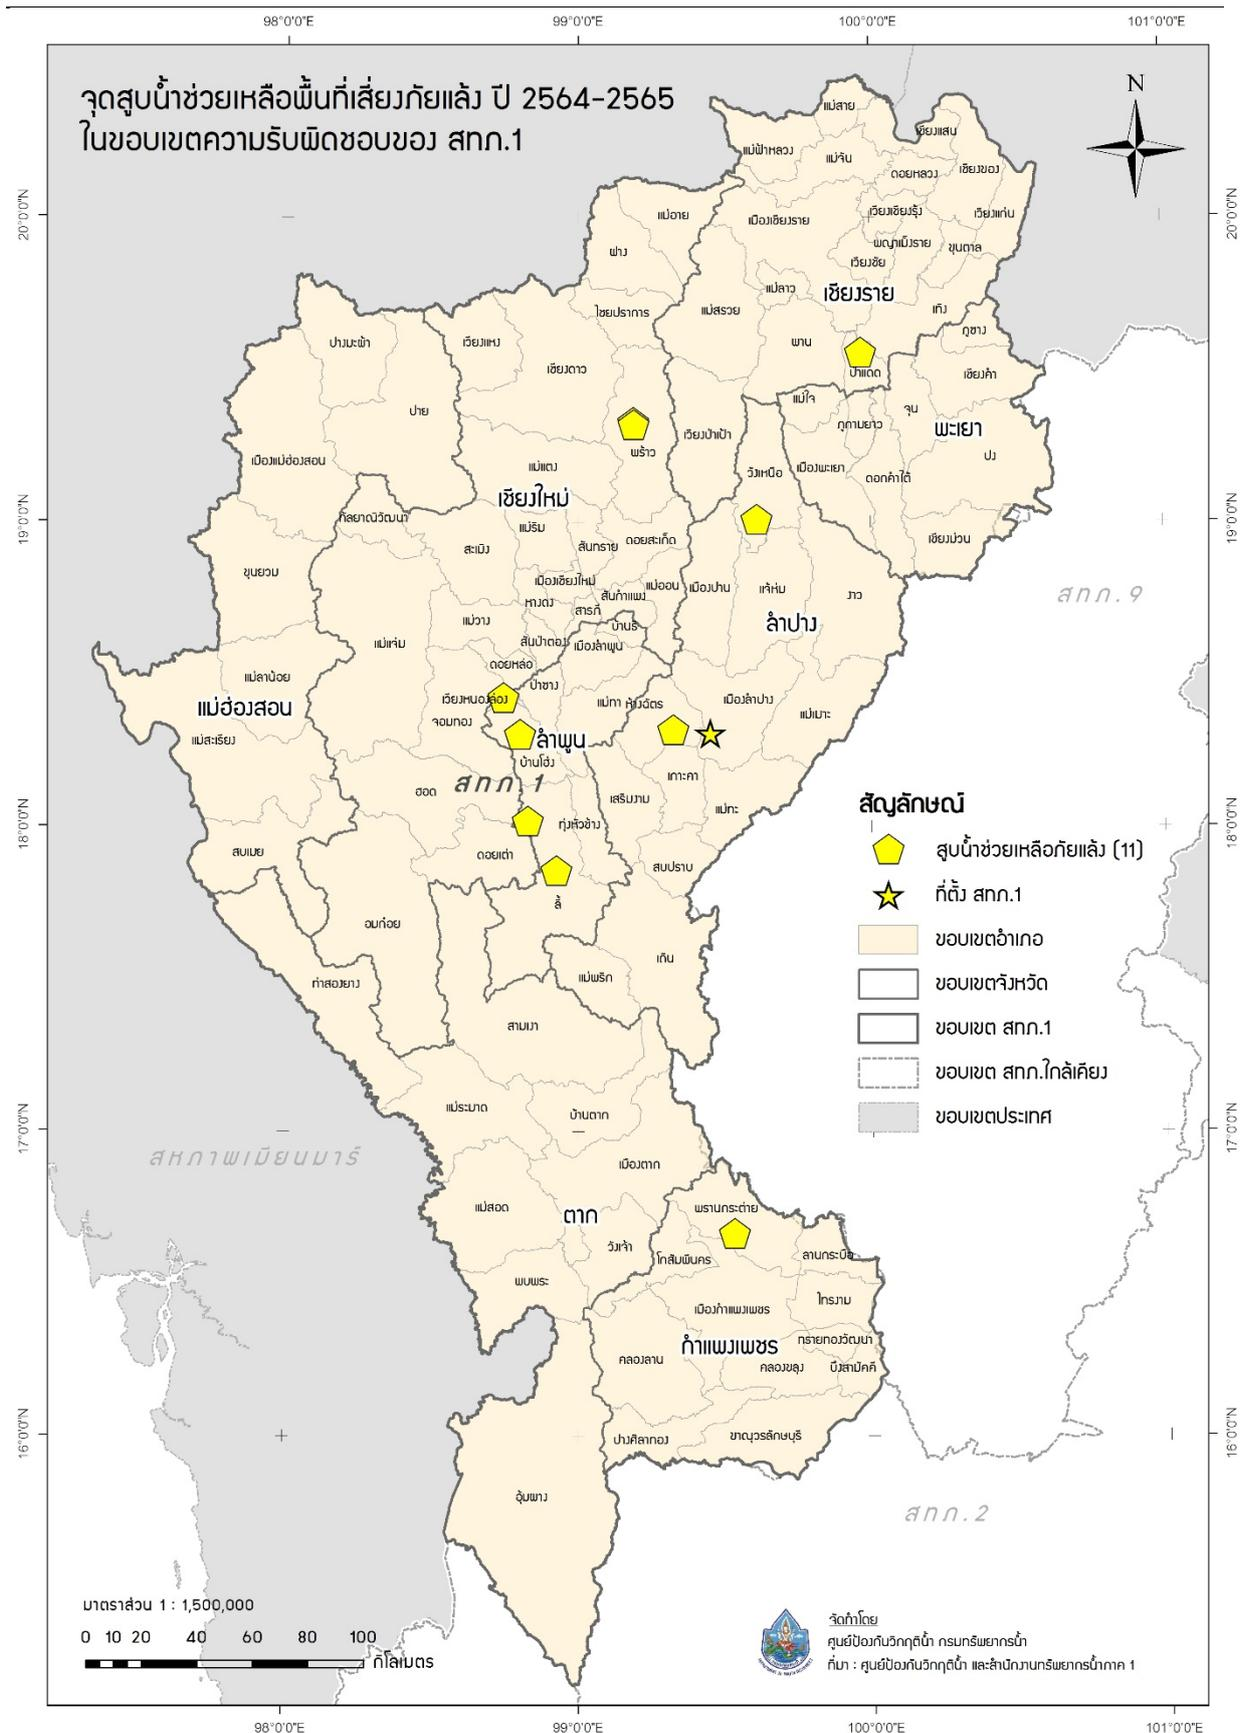 98°0'0"E
99°0'0"E
100°0'0"E
101°0'0"E
จุดสูบน้ำช่วยเหลือพื้นที่เสี่ยงภัยแล้ง ปี 2564-2565
ในขอบเขตความรับผิดชอบของ สทภ.1
N
แม่สาย
เชียงแสน
แม่ฟ้าหลวง
แม่จัน
ดอยหลวง
เชียงของ
20°0'0"N
20°0'0"N
แม่อาย
เมืองเชียงราย
เวียงเชียงรุ้ง
เวียงแก่น
ฝาง
พญาเม็งราย
ขุนตาล
เวียงชัย
แม่ลาว
เชียงราย
ไชยปราการ
แม่สรวย
เทิง
ปางมะผ้า
เวียงแหง
พาน
ภูซาง
เชียงดาว
ป่าแดด
เชียงคำ
ปาย
แม่ใจ
จุน
ภูกามยาว
พะเยา
พร้าว
เวียงป่าเป้า
ปง
เมืองแม่ฮ่องสอน
แม่แตง
วังเหนือ
เมืองพะเยา
ดอกคำใต้
เชียงใหม่
กัลยาณิวัฒนา
19°0'0"N
19°0'0"N
แม่ริม
สะเมิง
สันทราย
ดอยสะเก็ด
เชียงม่วน
ขุนยวม
เมืองเชียงใหม่
แม่ออน
เมืองปาน
แจ้ห่ม
งาว
สทภ.9
หางดง
สันกำแพง
สารภี
แม่วาง
บ้านธิ
ลำปาง
แม่แจ่ม
สันป่าตอง
เมืองลำพูน
ดอยหล่อ
แม่ลาน้อย
ป่าซาง
เวียงหนองล่อง
แม่ทา
ห้างฉัตร
เมืองลำปาง
แม่ฮ่องสอน
จอมทอง
แม่เมาะ
แม่สะเรียง
ลำพูน
บ้านโฮ่ง
เกาะคา
สทภ.1
ฮอด
เสริมงาม
แม่ทะ
สัญลักษณ์
18°0'0"N
18°0'0"N
ทุ่งหัวช้าง
สบเมย
ดอยเต่า
สบปราบ
สูบน้ำช่วยเหลือภัยแล้ง (11)
ที่ตั้ง สทภ.1
ลี้
อมก๋อย
ขอบเขตอำเภอ
เถิน
ท่าสองยาง
แม่พริก
ขอบเขตจังหวัด
สามเงา
ขอบเขต สทภ.1
ขอบเขต สทภ.ใกล้เคียง
แม่ระมาด
บ้านตาก
ขอบเขตประเทศ
17°0'0"N
17°0'0"N
สหภาพเมียนมาร์
เมืองตาก
แม่สอด
ตาก
พรานกระต่าย
วังเจ้า
โกสัมพีนคร
ลานกระบือ
พบพระ
ไทรงาม
เมืองกำแพงเพชร
กำแพงเพชร
ทรายทองวัฒนา
คลองลาน
คลองขลุง
บึงสามัคคี
16°0'0"N
16°0'0"N
ปางศิลาทอง
ขาณุวรลักษบุรี
อุ้มผาง
สทภ.2
มาตราส่วน 1 : 1,500,000
0 10 20 40 60 80 100
กิโลเมตร
จัดทำโดย
ศูนย์ป้องกันวิกฤติน้ำ กรมทรัพยากรน้ำ
ที่มา : ศูนย์ป้องกันวิกฤติน้ำ และสำนักงานทรัพยากรน้ำภาค 1
98°0'0"E
99°0'0"E
100°0'0"E
101°0'0"E